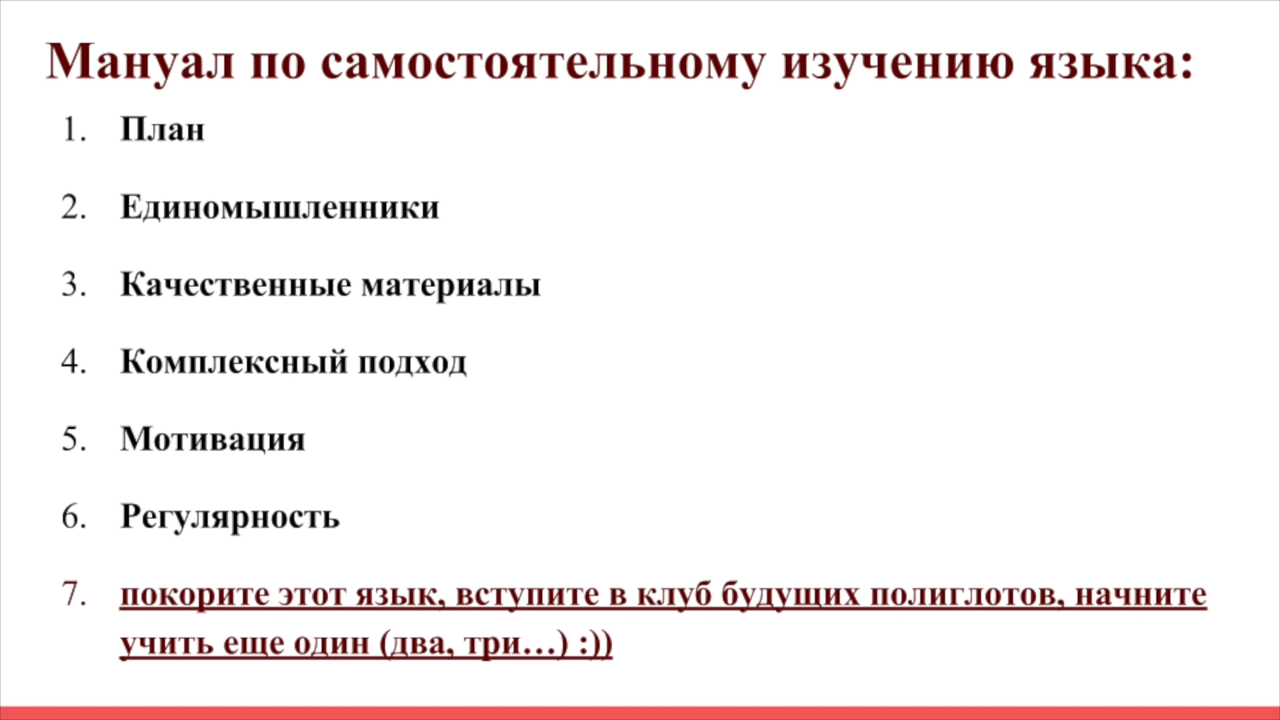 Мануал по самостоятельному изучению языка:
1. План
2. Единомышленники
3. Качественные материалы
4. Комплексный подход
5. Мотивация
6. Регулярность
7. покорите этот язык, вступите в клуб будущих полиглотов, начните
учить еще один (два, три…) :))